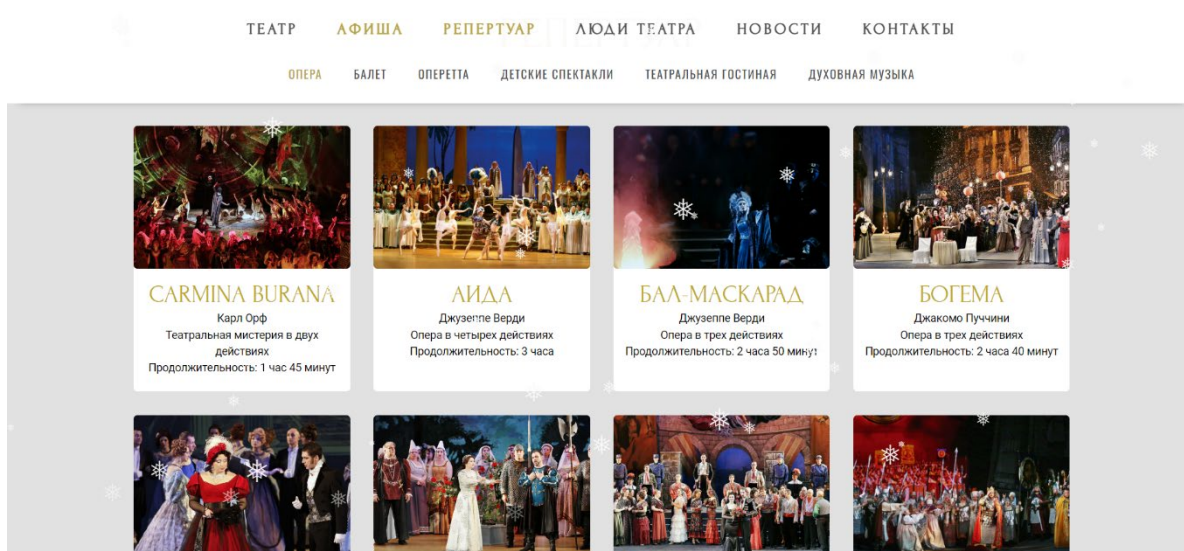 ТЕАТР АФИША РЕПЕРТУАР ЛЮДИ ТЕАТРА НОВОСТИ КОНТАКТЫ
ОПЕРА БАЛЕТ ОПЕРЕТТА ДЕТСКИЕ СПЕКТАКЛИ ТЕАТРАЛЬНАЯ ГОСТИНАЯ ДУХОВНАЯ МУЗЫКА
CARMINA BURANA
Карл Орф
Театральная мистерия в двух
действиях
Продолжительность: 1 час 45 минут
АИДА
Джузеппе Верди
Опера в четырех действиях
Продолжительность: 3 часа
БАЛ-МАСКАРАД
Джузеппе Верди
Опера в трех действиях
Продолжительность: 2 часа 50 минут
БОГЕМА
Джакомо Пуччини
Опера в трех действиях
Продолжительность: 2 часа 40 минут